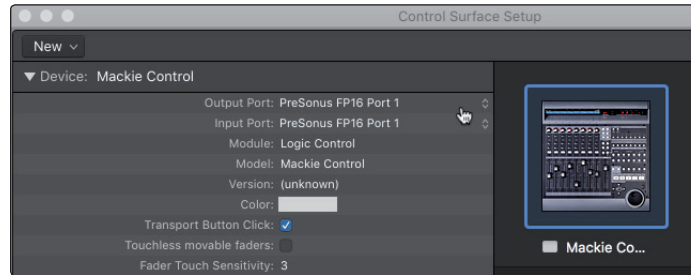 Control Surface Setup
New
Device: Mackie Control
Output Port: PreSonus FP16 Port 1
Input Port: PreSonus FP16 Port 1
Module: Logic Control
Model: Mackie Control
Version: (unknown)
Color:
Transport Button Click:
Touchless movable faders:
Fader Touch Sensitivity: 3
Mackie Co...